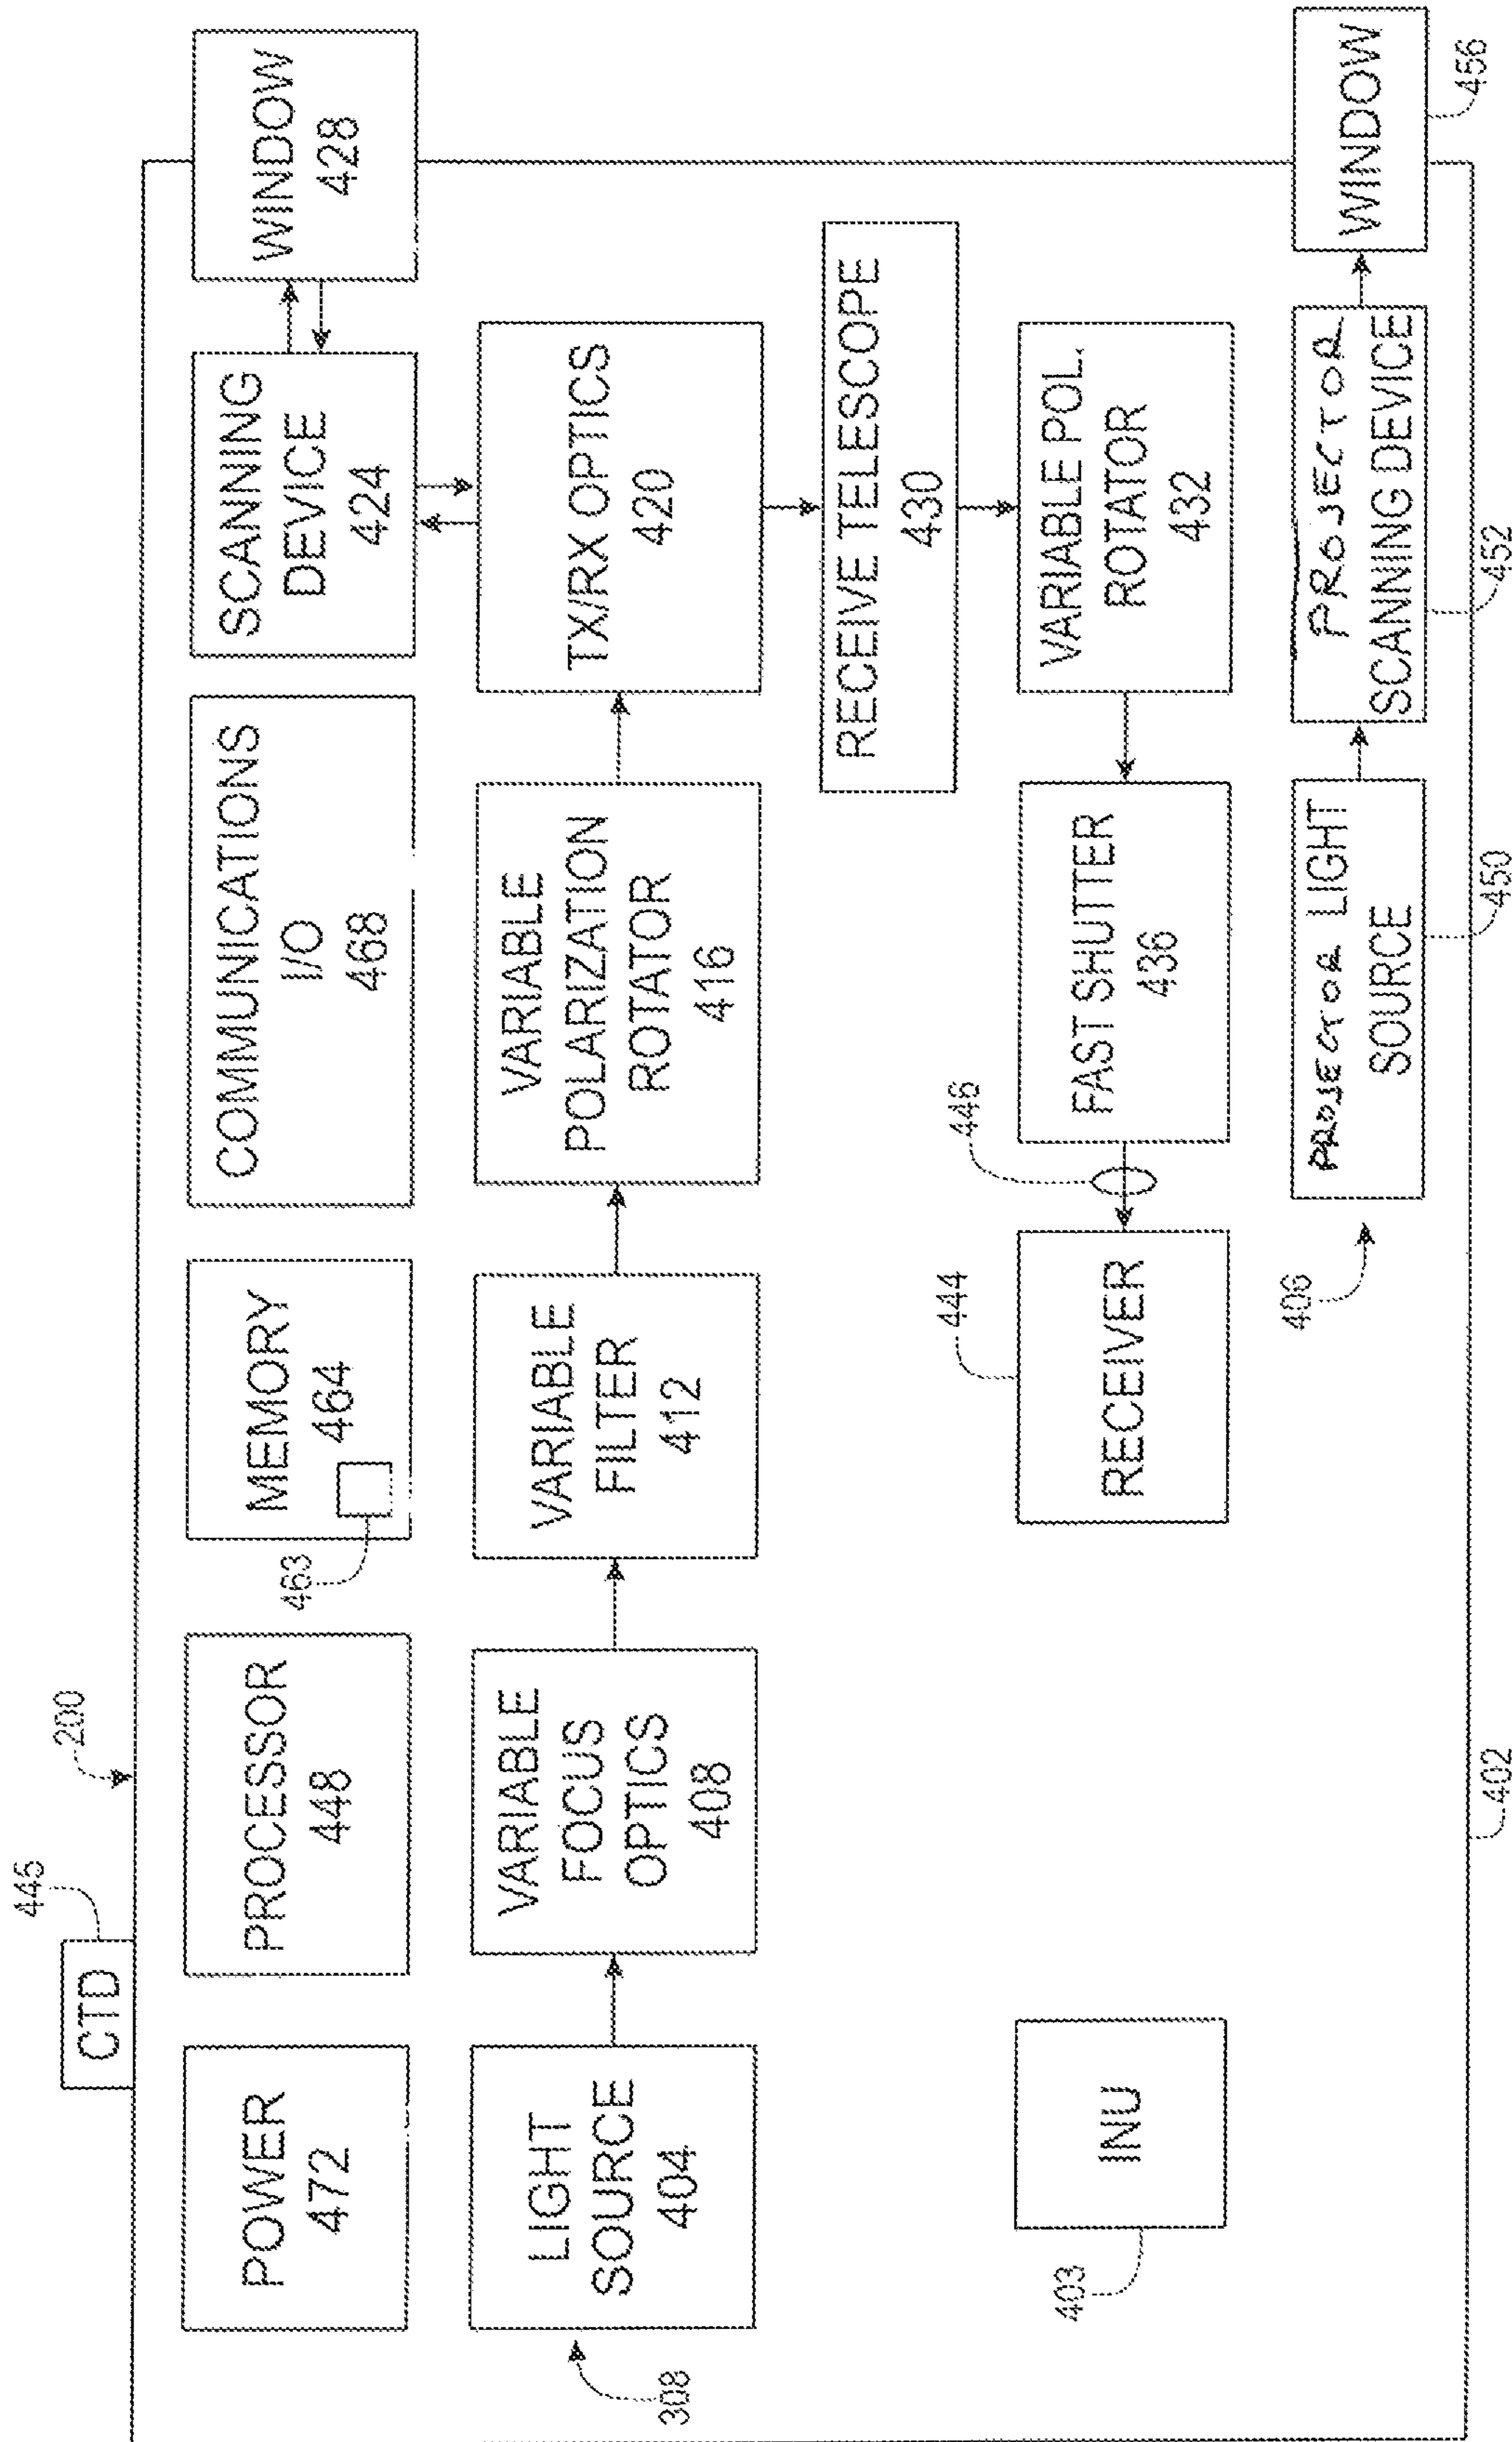 445
CTD
200
POWER
472
PROCESSOR
448
MEMORY
464
463
COMMUNICATIONS
I/O
468
SCANNING
DEVICE
424
WINDOW
428
308
LIGHT
SOURCE
404
VARIABLE
FOCUS
OPTICS
408
VARIABLE
FILTER
412
VARIABLE
POLARIZATION
ROTATOR
416
TX/RX OPTICS
420
RECEIVE TELESCOPE
430
403
INU
444
RECEIVER
446
FAST SHUTTER
436
VARIABLE POL.
ROTATOR
432
406
PROJECTOR LIGHT
SOURCE
450
PROJECTOR
SCANNING DEVICE
452
WINDOW
456
402